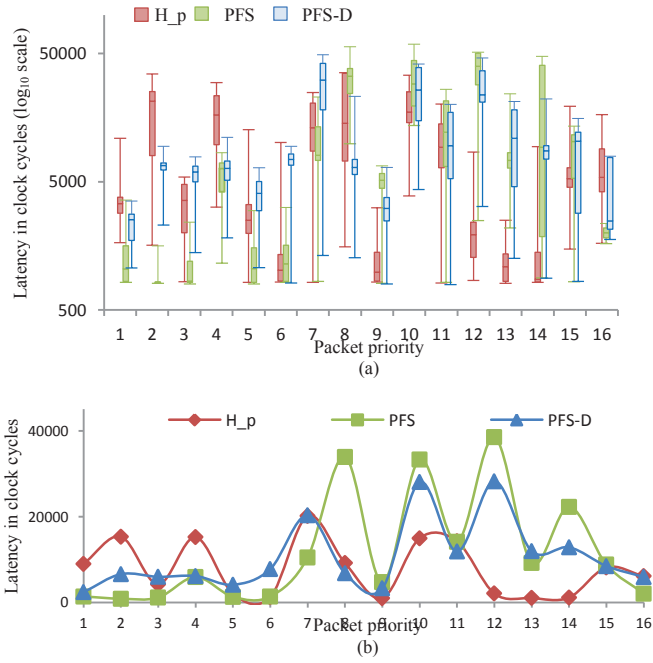 H_p PFS PFS-D
Latency in clock cycles (log10 scale)
50000
5000
500
1 2 3 4 5 6 7 8 9 10 11 12 13 14 15 16
Packet priority
(a)
H_p PFS PFS-D
Latency in clock cycles
40000
20000
0
1 2 3 4 5 6 7 8 9 10 11 12 13 14 15 16
Packet priority
(b)